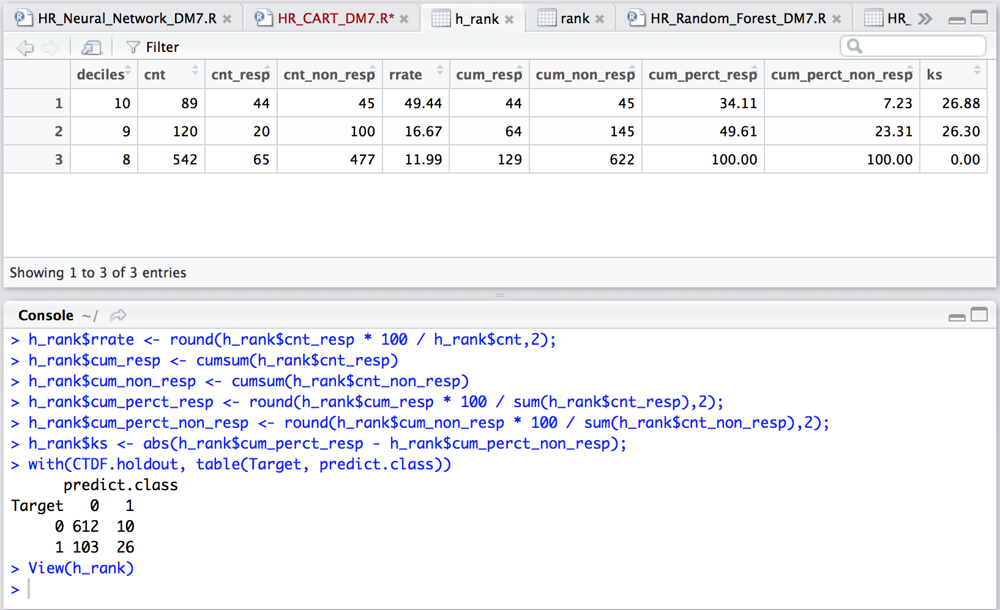 HR_Neural_Network_DM7.R HR_CART_DM7.R* h_rank rank HR_Random_Forest_DM7.R HR_
Filter
deciles cnt cnt_resp cnt_non_resp rrate cum_resp cum_non_resp cum_perct_resp cum_perct_non_resp ks
1 10 89 44 45 49.44 44 45 34.11 7.23 26.88
2 9 120 20 100 16.67 64 145 49.61 23.31 26.30
3 8 542 65 477 11.99 129 622 100.00 100.00 0.00
Showing 1 to 3 of 3 entries
Console ~/
> h_rank$rrate <- round(h_rank$cnt_resp * 100 / h_rank$cnt,2);
> h_rank$cum_resp <- cumsum(h_rank$cnt_resp)
> h_rank$cum_non_resp <- cumsum(h_rank$cnt_non_resp)
> h_rank$cum_perct_resp <- round(h_rank$cum_resp * 100 / sum(h_rank$cnt_resp),2);
> h_rank$cum_perct_non_resp <- round(h_rank$cum_non_resp * 100 / sum(h_rank$cnt_non_resp),2);
> h_rank$ks <- abs(h_rank$cum_perct_resp - h_rank$cum_perct_non_resp);
> with(CTDF.holdout, table(Target, predict.class))
predict.class
Target 0 1
0 612 10
1 103 26
> View(h_rank)
>